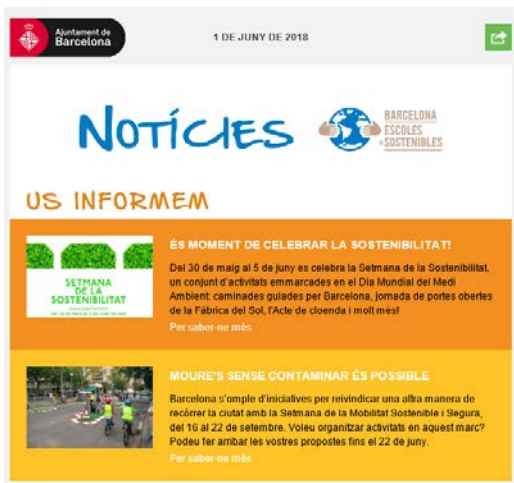 Ajuntament de
Barcelona
1 DE JUNY DE 2018
NOTÍCIES
BARCELONA
ESCOLES
+SOSTENIBLES
US INFORMEM
SETMANA
DE LA
SOSTENIBILITAT
ÉS MOMENT DE CELEBRAR LA SOSTENIBILITAT!
Del 30 de maig al 5 de juny es celebra la Setmana de la Sostenibilitat,
un conjunt d'activitats emmarcades en el Dia Mundial del Medi
Ambient: caminades guiades per Barcelona, jornada de portes obertes
de la Fàbrica del Sol, l'Acte de cloenda i molt més!
Per saber-ne més
MOURE'S SENSE CONTAMINAR ÉS POSSIBLE
Barcelona s'omple d'iniciatives per reivindicar una altra manera de
recórrer la ciutat amb la Setmana de la Mobilitat Sostenible i Segura,
del 16 al 22 de setembre. Voleu organitzar activitats en aquest marc?
Podeu fer arribar les vostres propostes fins el 22 de juny.
Per saber-ne més